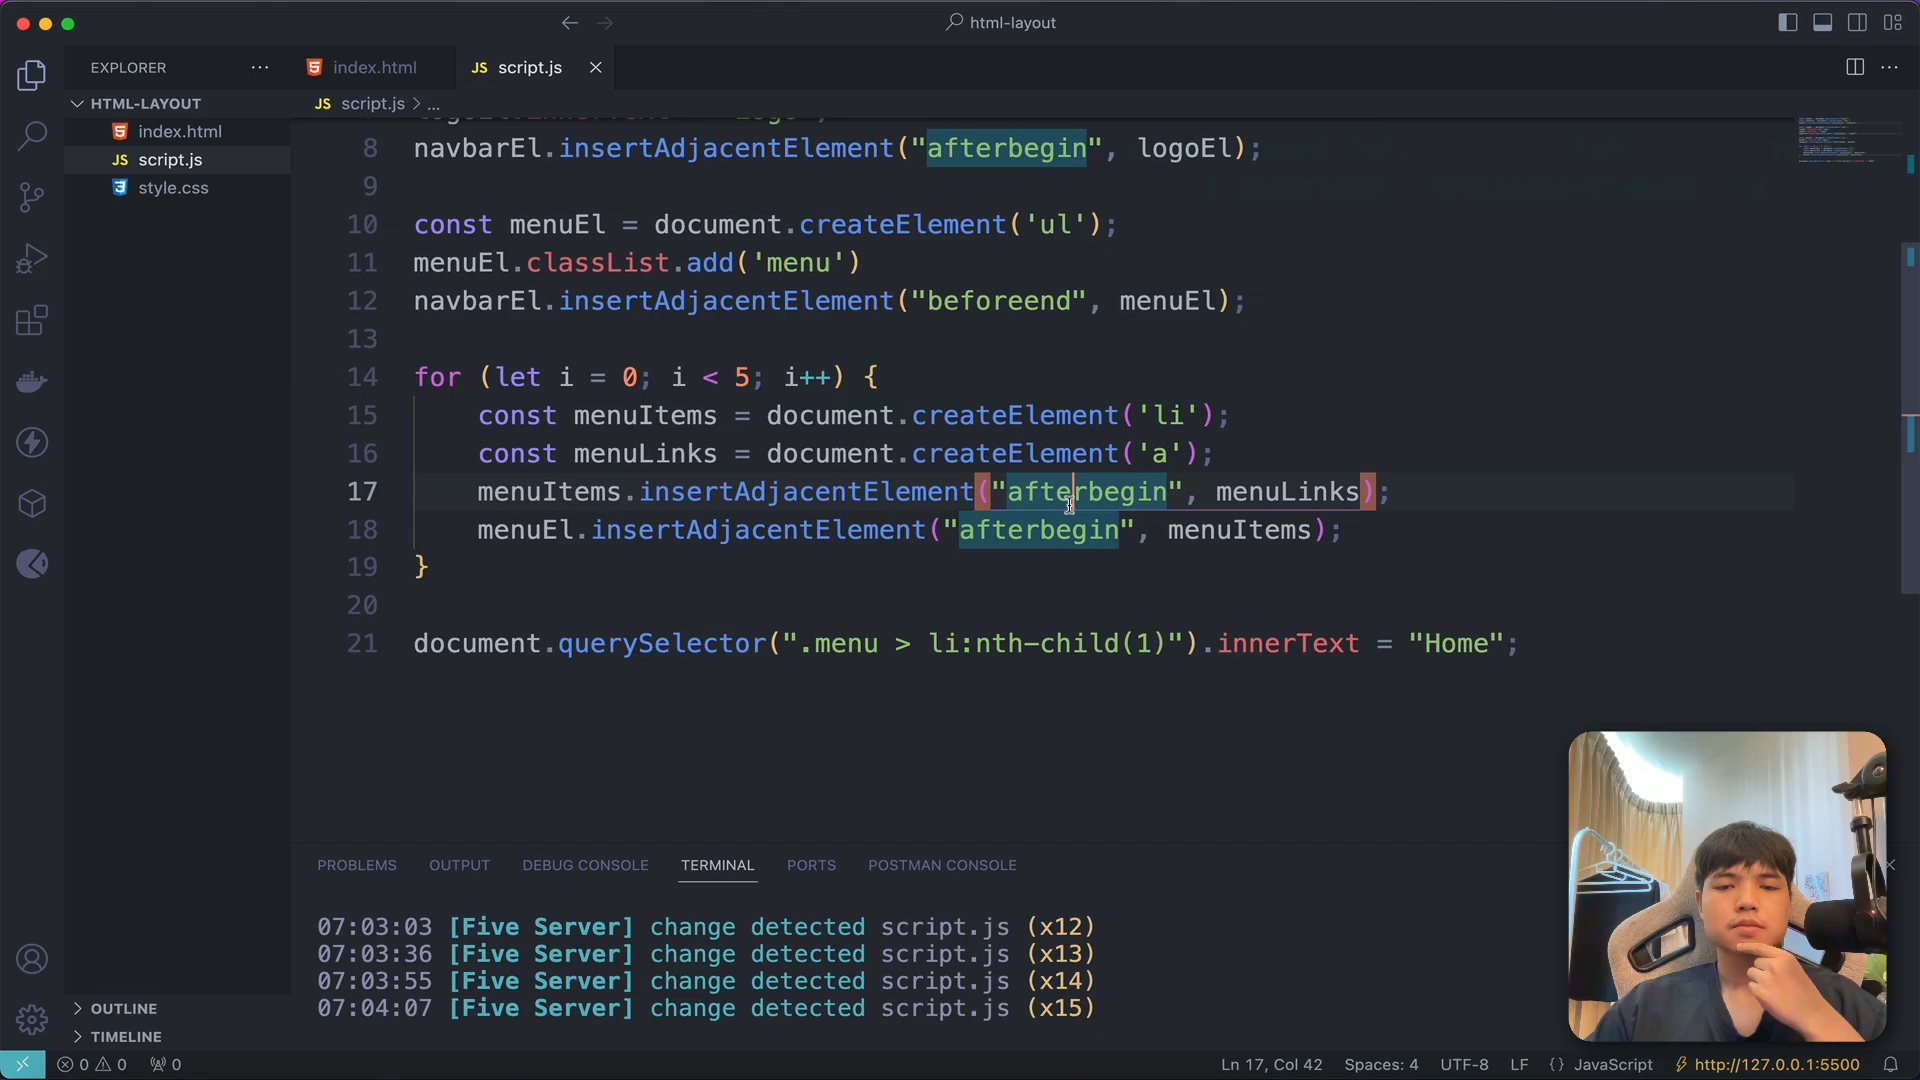 html-layout
EXPLORER
index.html
script.js
HTML-LAYOUT
index.html
script.js
style.css
script.js > ...
8 navbarEl.insertAdjacentElement("afterbegin", logoEl);
9
10 const menuEl = document.createElement('ul');
11 menuEl.classList.add('menu')
12 navbarEl.insertAdjacentElement("beforeend", menuEl);
13
14 for (let i = 0; i < 5; i++) {
15 const menuItems = document.createElement('li');
16 const menuLinks = document.createElement('a');
17 menuItems.insertAdjacentElement("afterbegin", menuLinks);
18 menuEl.insertAdjacentElement("afterbegin", menuItems);
19 }
20
21 document.querySelector(".menu > li:nth-child(1)").innerText = "Home";
PROBLEMS OUTPUT DEBUG CONSOLE TERMINAL PORTS POSTMAN CONSOLE
07:03:03 [Five Server] change detected script.js (x12)
07:03:36 [Five Server] change detected script.js (x13)
07:03:55 [Five Server] change detected script.js (x14)
07:04:07 [Five Server] change detected script.js (x15)
OUTLINE
TIMELINE
0 0 0
Ln 17, Col 42 Spaces: 4 UTF-8 LF {} JavaScript http://127.0.0.1:5500